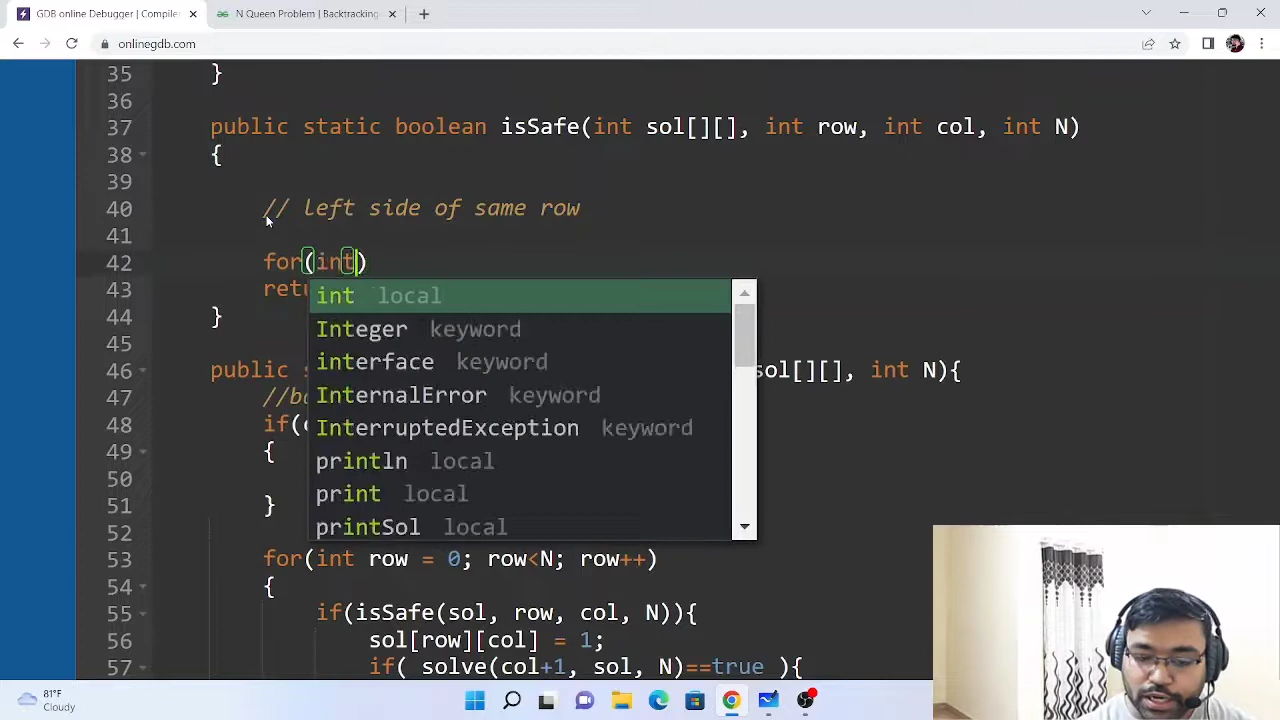 GDB online Debugger | Compiler
N Queen Problem | Backtracking
onlinegdb.com
35 }
36
37 public static boolean isSafe(int sol[][], int row, int col, int N)
38 {
39
40 // left side of same row
41
42 for(int)
43 retu
int local
Integer keyword
interface keyword
InternalError keyword
InterruptedException keyword
println local
print local
printSol local
44 }
45
46 public s sol[][], int N){
47 //ba
48 if(c
49 {
50
51 }
52
53 for(int row = 0; row<N; row++)
54 {
55 if(isSafe(sol, row, col, N)){
56 sol[row][col] = 1;
57 if( solve(col+1, sol, N)==true ){
81°F
Cloudy